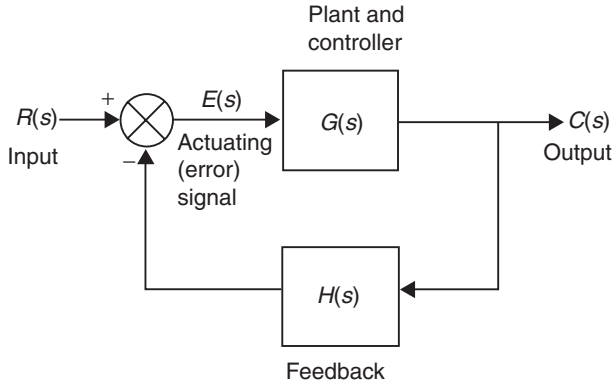 Plant and
controller
+
E(s)
R(s)
G(s)
C(s)
Input
−
Actuating
(error)
signal
Output
H(s)
Feedback